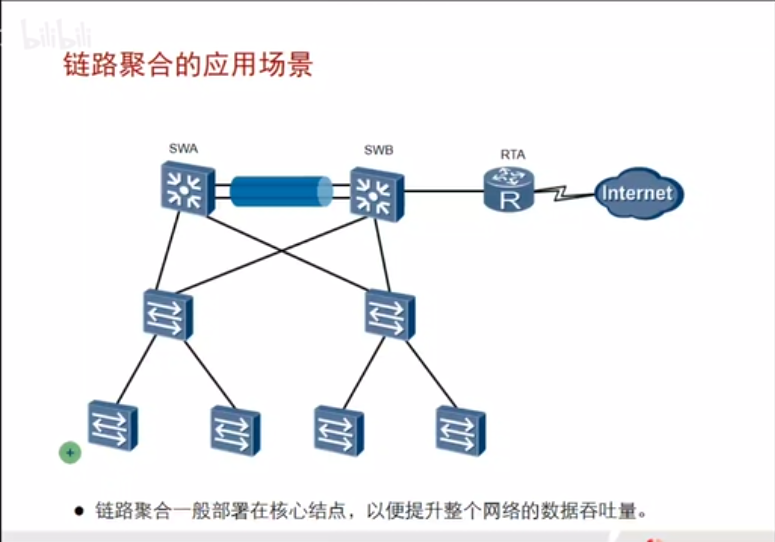 bilibili
链路聚合的应用场景
SWA
SWB
RTA
R
Internet
● 链路聚合一般部署在核心结点，以便提升整个网络的数据吞吐量。